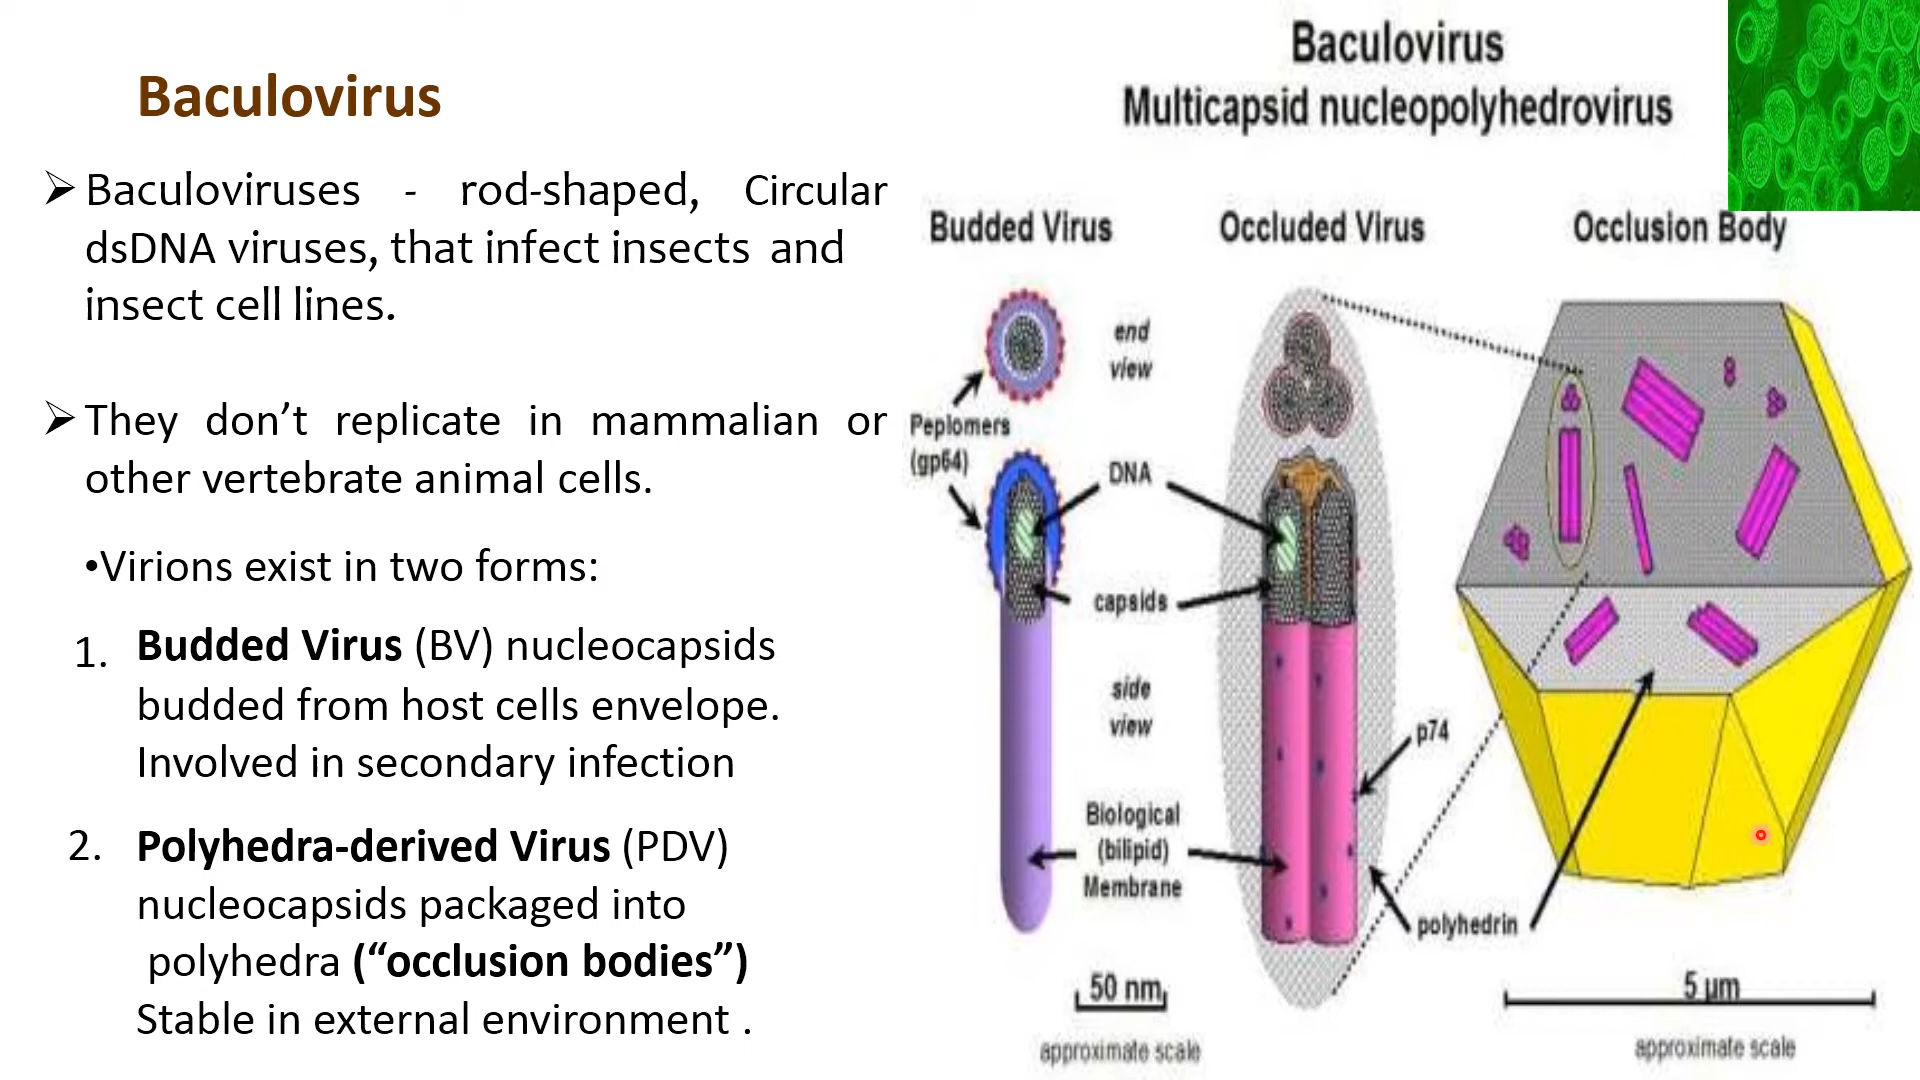 Baculovirus
➢Baculoviruses - rod-shaped, Circular
dsDNA viruses, that infect insects and
insect cell lines.
➢They don’t replicate in mammalian or
other vertebrate animal cells.
•Virions exist in two forms:
1. Budded Virus (BV) nucleocapsids
budded from host cells envelope.
Involved in secondary infection
2. Polyhedra-derived Virus (PDV)
nucleocapsids packaged into
polyhedra (“occlusion bodies”)
Stable in external environment .
Baculovirus
Multicapsid nucleopolyhedrovirus
Budded Virus
Occluded Virus
Occlusion Body
end
view
Peplomers
(gp64)
DNA
capsids
side
view
p74
Biological
(bilipid)
Membrane
polyhedrin
50 nm
approximate scale
5 µm
approximate scale